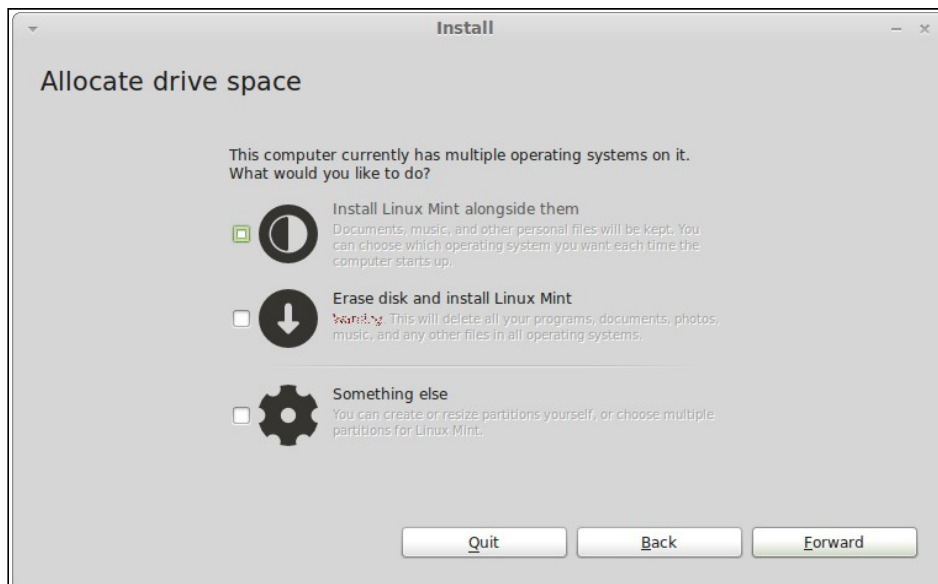 Install
Allocate drive space
This computer currently has multiple operating systems on it.
What would you like to do?
Install Linux Mint alongside them
Documents, music, and other personal files will be kept. You
can choose which operating system you want each time the
computer starts up.
Erase disk and install Linux Mint
Warning: This will delete all your programs, documents, photos,
music, and any other files in all operating systems.
Something else
You can create or resize partitions yourself, or choose multiple
partitions for Linux Mint.
Quit
Back
Forward